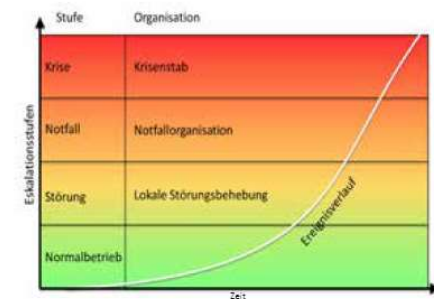 Stufe Organisation
Eskalationsstufen
Krise Krisenstab
Notfall Notfallorganisation
Störung Lokale Störungsbehebung
Ereignisverlauf
Normalbetrieb
Zeit